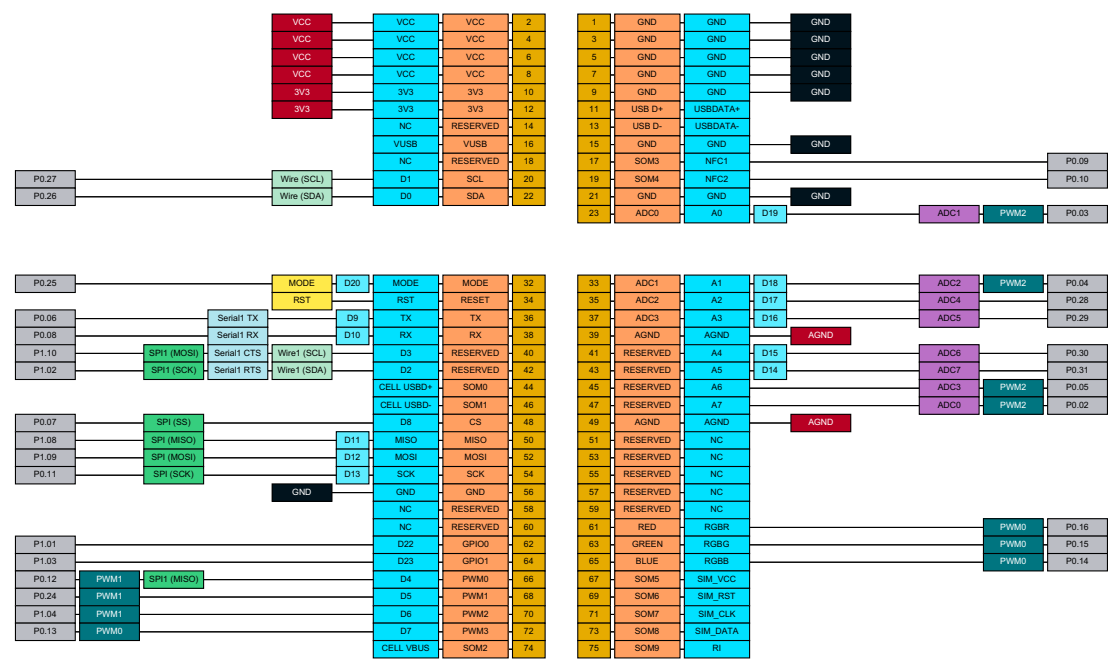 VCC VCC VCC 2 1 GND GND GND
VCC VCC VCC 4 3 GND GND GND
VCC VCC VCC 6 5 GND GND GND
VCC VCC VCC 8 7 GND GND GND
3V3 3V3 3V3 10 9 GND GND GND
3V3 3V3 3V3 12 11 USB D+ USBDATA+
NC RESERVED 14 13 USB D- USBDATA-
VUSB VUSB 16 15 GND GND GND
NC RESERVED 18 17 SOM3 NFC1 P0.09
P0.27 Wire (SCL) D1 SCL 20 19 SOM4 NFC2 P0.10
P0.26 Wire (SDA) D0 SDA 22 21 GND GND GND
23 ADC0 A0 D19 ADC1 PWM2 P0.03
P0.25 MODE D20 MODE MODE 32 33 ADC1 A1 D18 ADC2 PWM2 P0.04
RST RST RESET 34 35 ADC2 A2 D17 ADC4 P0.28
P0.06 Serial1 TX D9 TX TX 36 37 ADC3 A3 D16 ADC5 P0.29
P0.08 Serial1 RX D10 RX RX 38 39 AGND AGND AGND
P1.10 SPI1 (MOSI) Serial1 CTS Wire1 (SCL) D3 RESERVED 40 41 RESERVED A4 D15 ADC6 P0.30
P1.02 SPI1 (SCK) Serial1 RTS Wire1 (SDA) D2 RESERVED 42 43 RESERVED A5 D14 ADC7 P0.31
CELL USBD+ SOM0 44 45 RESERVED A6 ADC3 PWM2 P0.05
CELL USBD- SOM1 46 47 RESERVED A7 ADC0 PWM2 P0.02
P0.07 SPI (SS) D8 CS 48 49 AGND AGND AGND
P1.08 SPI (MISO) D11 MISO MISO 50 51 RESERVED NC
P1.09 SPI (MOSI) D12 MOSI MOSI 52 53 RESERVED NC
P0.11 SPI (SCK) D13 SCK SCK 54 55 RESERVED NC
GND GND GND 56 57 RESERVED NC
NC RESERVED 58 59 RESERVED NC
NC RESERVED 60 61 RED RGBR PWM0 P0.16
P1.01 D22 GPIO0 62 63 GREEN RGBG PWM0 P0.15
P1.03 D23 GPIO1 64 65 BLUE RGBB PWM0 P0.14
P0.12 PWM1 SPI1 (MISO) D4 PWM0 66 67 SOM5 SIM_VCC
P0.24 PWM1 D5 PWM1 68 69 SOM6 SIM_RST
P1.04 PWM1 D6 PWM2 70 71 SOM7 SIM_CLK
P0.13 PWM0 D7 PWM3 72 73 SOM8 SIM_DATA
CELL VBUS SOM2 74 75 SOM9 RI